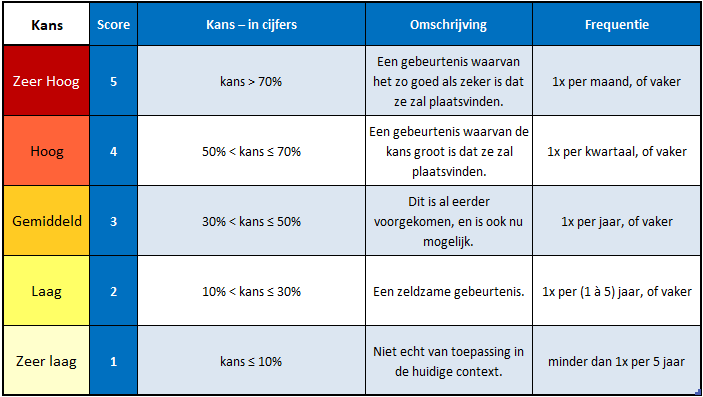 Kans Score Kans – in cijfers Omschrijving Frequentie
Zeer Hoog 5 kans > 70% Een gebeurtenis waarvan
het zo goed als zeker is dat
ze zal plaatsvinden. 1x per maand, of vaker
Hoog 4 50% < kans ≤ 70% Een gebeurtenis waarvan de
kans groot is dat ze zal
plaatsvinden. 1x per kwartaal, of vaker
Gemiddeld 3 30% < kans ≤ 50% Dit is al eerder
voorgekomen, en is ook nu
mogelijk. 1x per jaar, of vaker
Laag 2 10% < kans ≤ 30% Een zeldzame gebeurtenis. 1x per (1 à 5) jaar, of vaker
Zeer laag 1 kans ≤ 10% Niet echt van toepassing in
de huidige context. minder dan 1x per 5 jaar